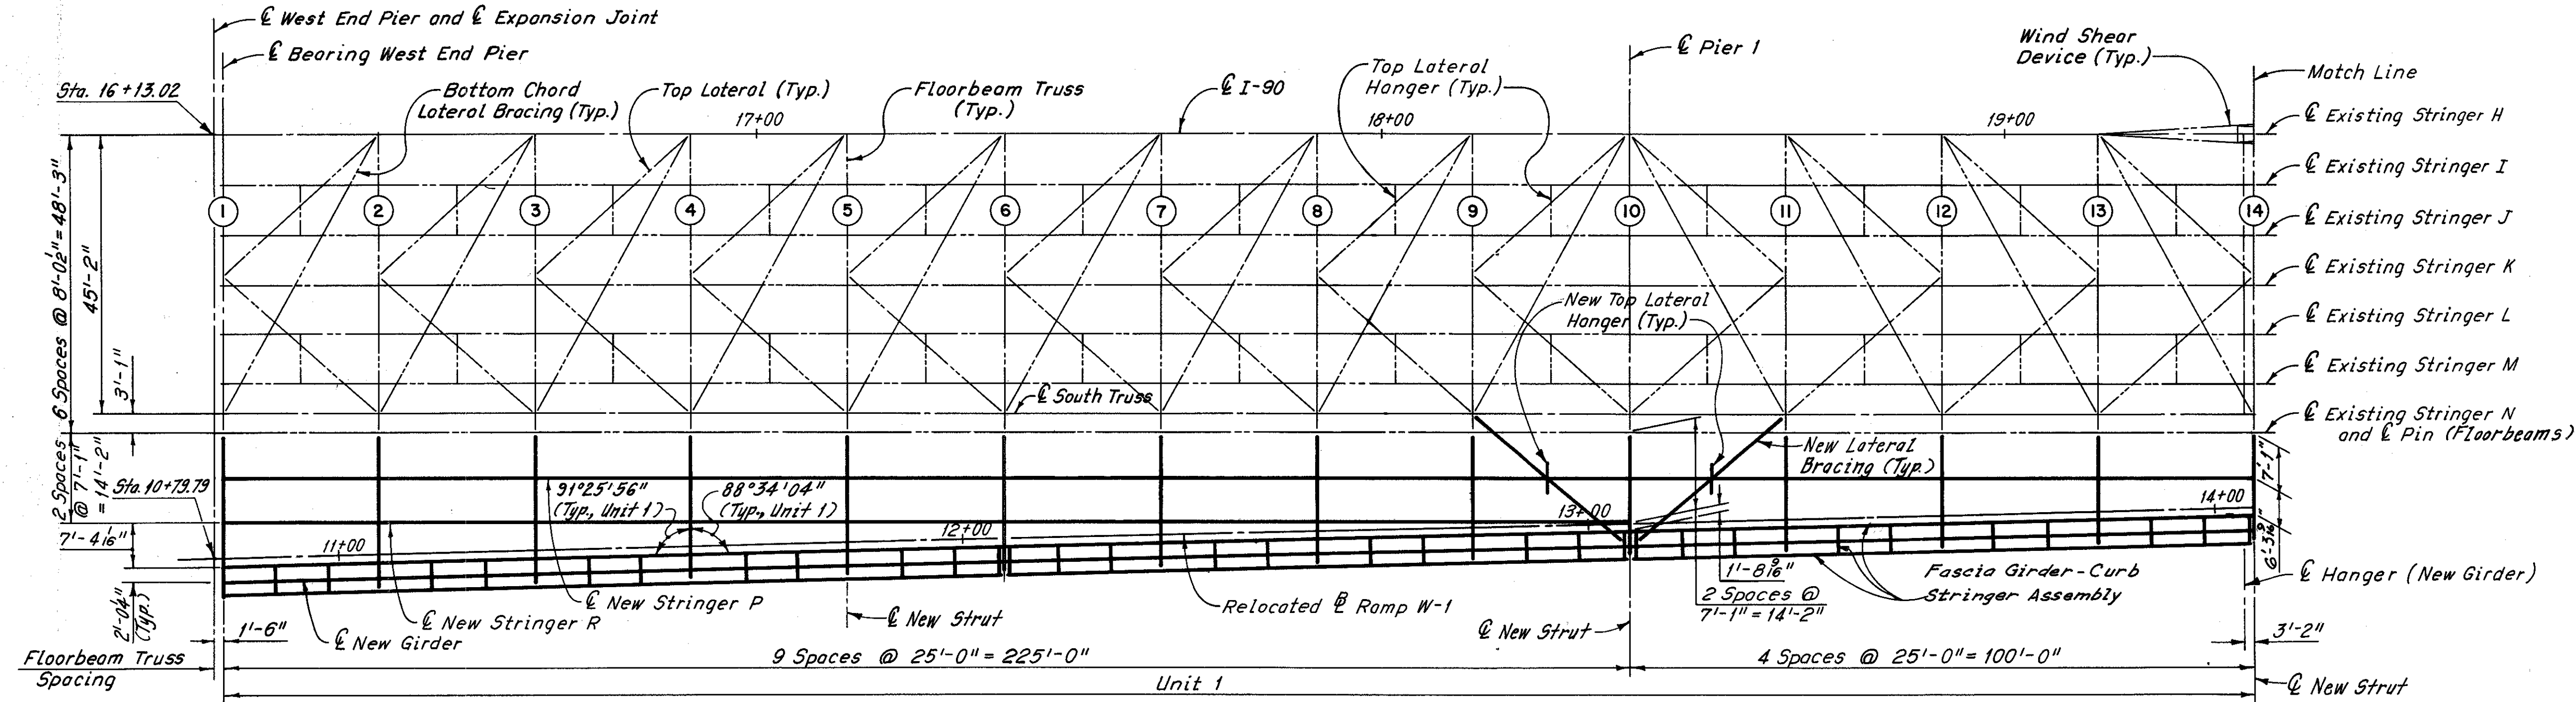 ℄ West End Pier and ℄ Expansion Joint
℄ Bearing West End Pier
Sta. 16+13.02
Bottom Chord
Lateral Bracing (Typ.)
Top Lateral (Typ.)
17+00
Floorbeam Truss
(Typ.)
℄ I-90
Top Lateral
Hanger (Typ.)
18+00
℄ Pier 1
Wind Shear
Device (Typ.)
19+00
Match Line
℄ Existing Stringer H
℄ Existing Stringer I
℄ Existing Stringer J
℄ Existing Stringer K
℄ Existing Stringer L
℄ Existing Stringer M
℄ Existing Stringer N
and ℄ Pin (Floorbeams)
1
2
3
4
5
6
7
8
9
10
11
12
13
14
6 Spaces @ 8'-0½" = 48'-3"
45'-2"
3'-1"
New Top Lateral
Hanger (Typ.)
℄ South Truss
New Lateral
Bracing (Typ.)
2 Spaces
@ 7'-1"
= 14'-2"
Sta. 10+79.79
91°25'56"
(Typ., Unit 1)
88°34'04"
(Typ., Unit 1)
7'-1"
14+00
13+00
12+00
11+00
6'-3 9/16"
2'-0¼"
(Typ.)
1'-8 9/16"
2 Spaces @
7'-1" = 14'-2"
Fascia Girder-Curb
Stringer Assembly
℄ Hanger (New Girder)
℄ New Stringer P
Relocated ℄ Ramp W-1
℄ New Stringer R
℄ New Strut
℄ New Strut
℄ New Girder
1'-6"
3'-2"
Floorbeam Truss
Spacing
9 Spaces @ 25'-0" = 225'-0"
4 Spaces @ 25'-0" = 100'-0"
Unit 1
℄ New Strut